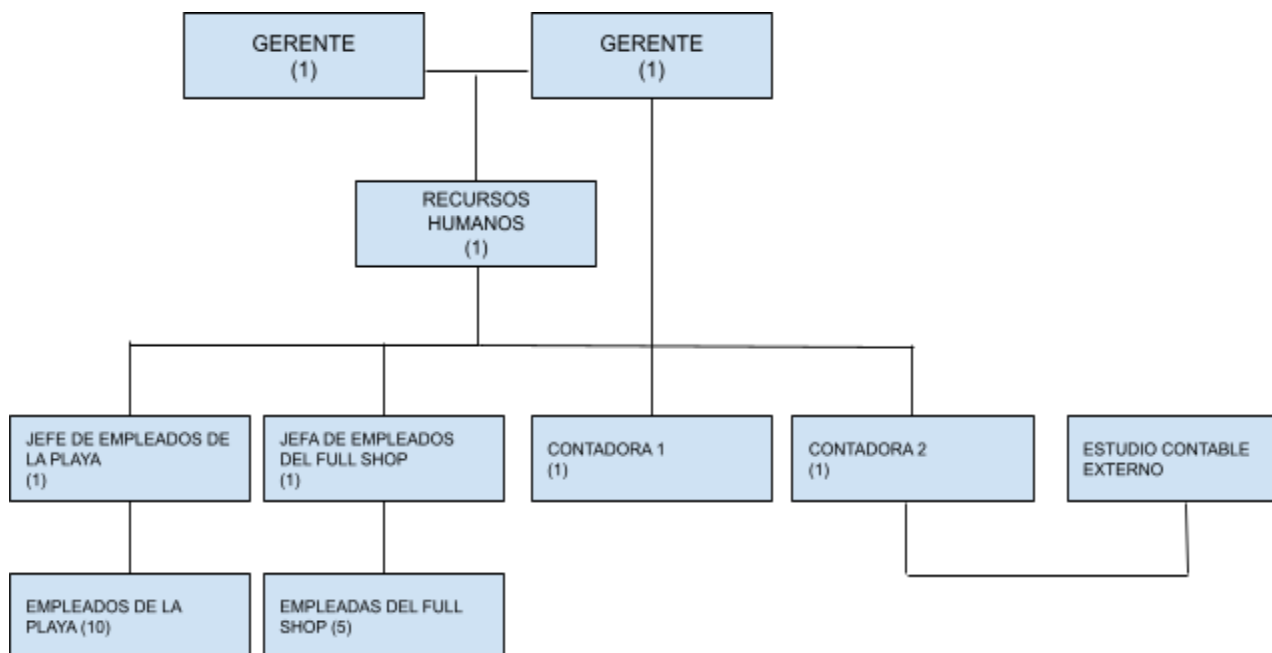 GERENTE
(1)
GERENTE
(1)
RECURSOS
HUMANOS
(1)
JEFE DE EMPLEADOS DE
LA PLAYA
(1)
JEFA DE EMPLEADOS
DEL FULL SHOP
(1)
CONTADORA 1
(1)
CONTADORA 2
(1)
ESTUDIO CONTABLE
EXTERNO
EMPLEADOS DE LA
PLAYA (10)
EMPLEADAS DEL FULL
SHOP (5)